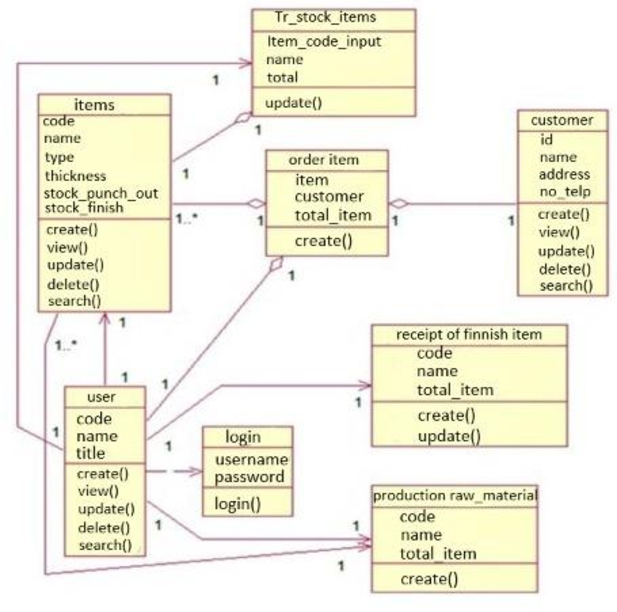 Tr_stock_items
Item_code_input
name
total
update()
1
1
items
code
name
type
thickness
stock_punch_out
stock_finish
create()
view()
update()
delete()
search()
1
1..*
1..*
1
order item
item
customer
total_item
create()
1
1
1
customer
id
name
address
no_telp
create()
view()
update()
delete()
search()
1
receipt of finnish item
code
name
total_item
create()
update()
1
user
code
name
title
create()
view()
update()
delete()
search()
1
1
1
1
1
login
username
password
login()
production raw_material
code
name
total_item
create()
1
1